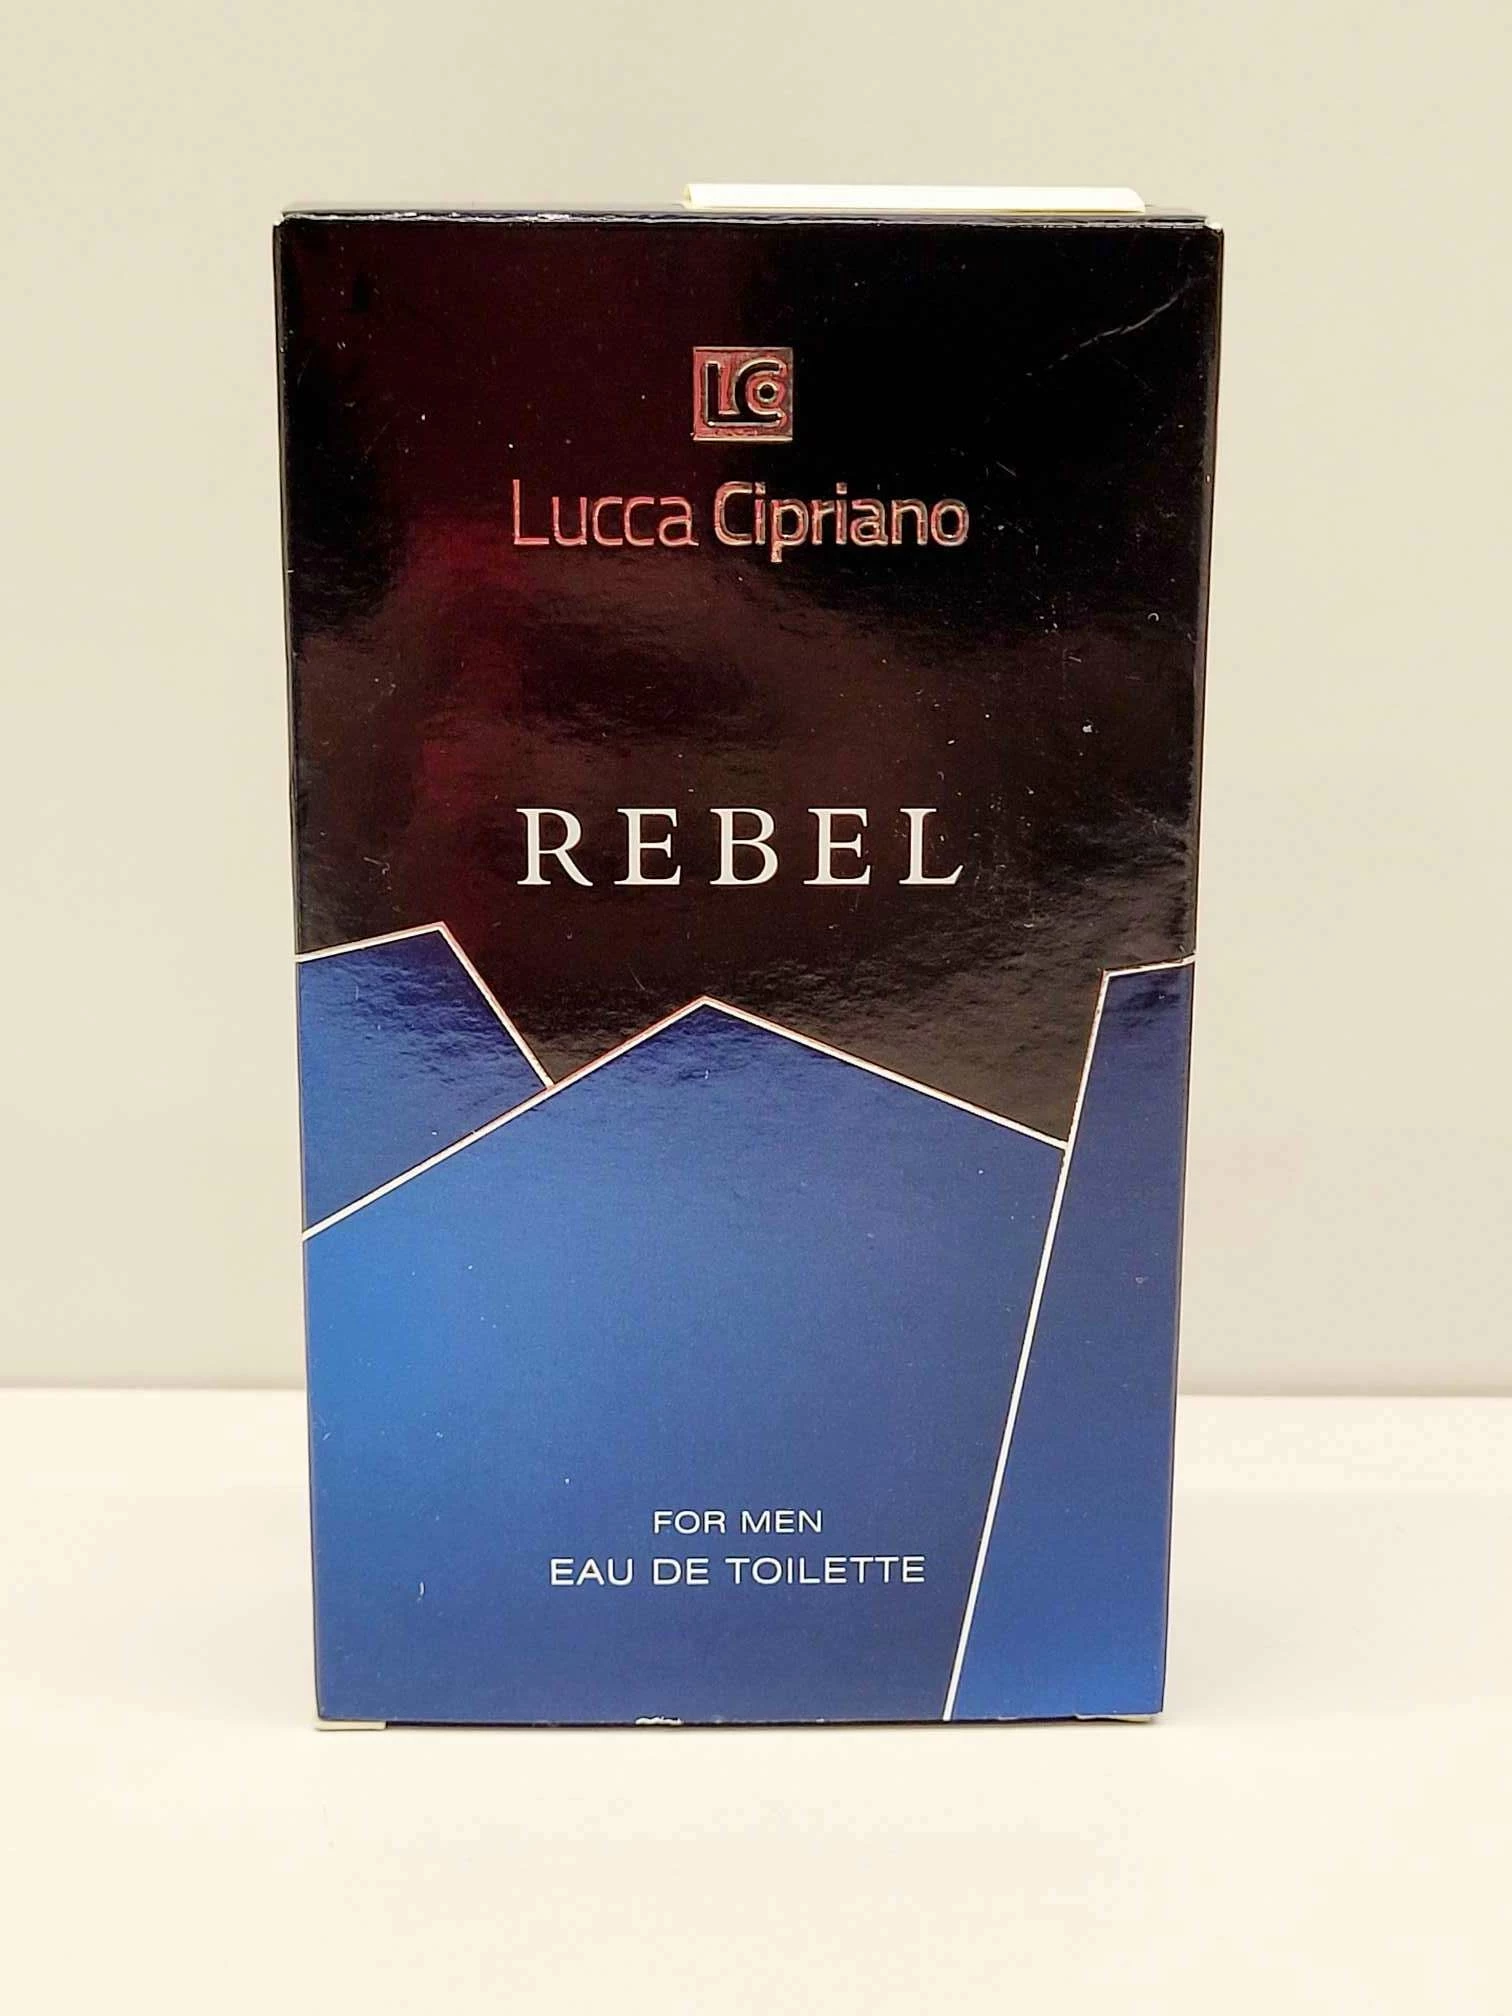 LC
Lucca Cipriano
REBEL
FOR MEN
EAU DE TOILETTE